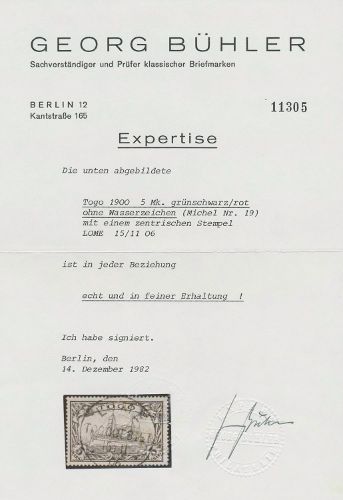 GEORG BÜHLER
Sachverständiger und Prüfer klassischer Briefmarken
BERLIN 12
Kantstraße 165
11305
Expertise
Die unten abgebildete
Togo 1900 5 Mk. grünschwarz/rot
ohne Wasserzeichen (Michel Nr. 19)
mit einem zentrischen Stempel
LOME 15/11 06
ist in jeder Beziehung
echt und in feiner Erhaltung !
Ich habe signiert.
Berlin, den
14. Dezember 1982
TOGO
Bühler